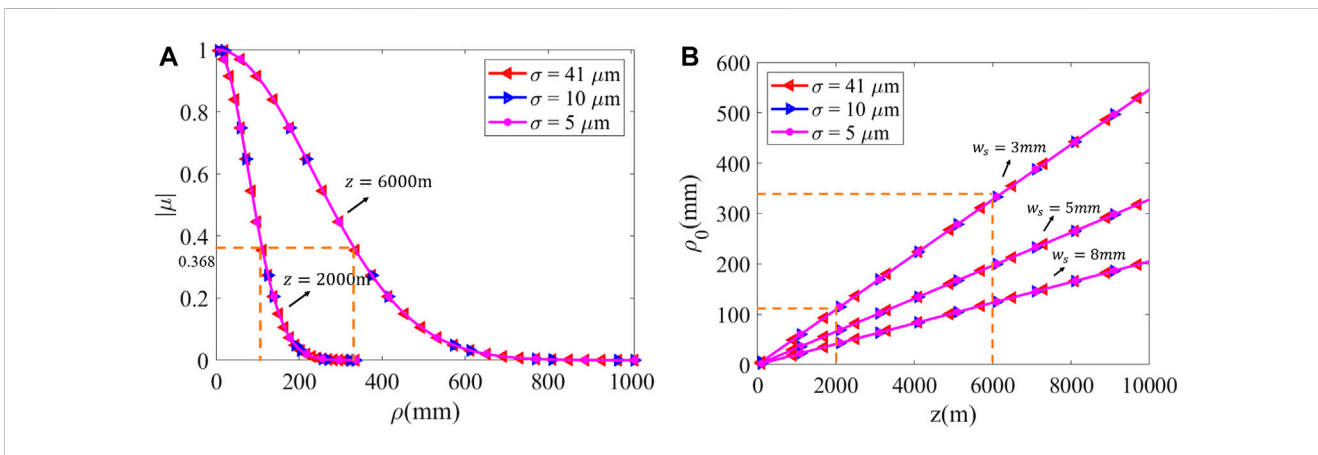 A
1
0.8
0.6
0.4
0.368
0.2
0
|μ|
σ = 41 μm
σ = 10 μm
σ = 5 μm
z = 6000m
z = 2000m
0 200 400 600 800 1000
ρ(mm)
B
600
500
400
300
200
100
0
ρ0(mm)
σ = 41 μm
σ = 10 μm
σ = 5 μm
ws = 3mm
ws = 5mm
ws = 8mm
0 2000 4000 6000 8000 10000
z(m)